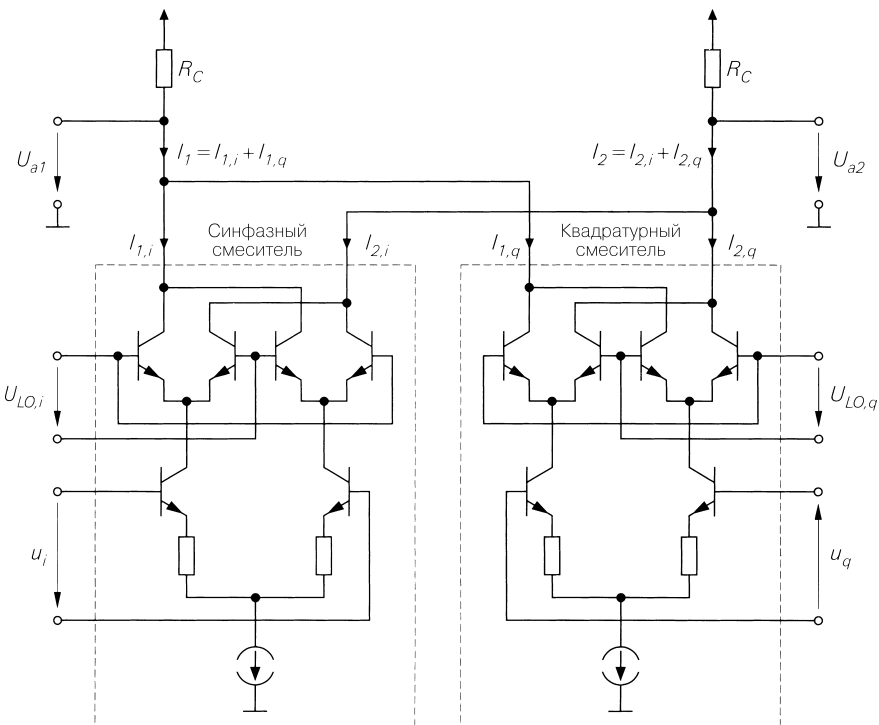 R_C
R_C
U_a1
I_1 = I_1,i + I_1,q
I_2 = I_2,i + I_2,q
U_a2
I_1,i
Синфазный
смеситель
I_2,i
I_1,q
Квадратурный
смеситель
I_2,q
U_LO,i
U_LO,q
u_i
u_q